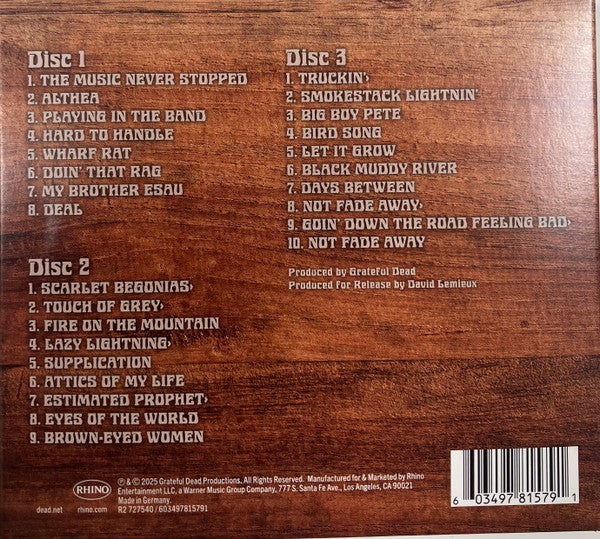 Disc 1
1. THE MUSIC NEVER STOPPED
2. ALTHEA
3. PLAYING IN THE BAND
4. HARD TO HANDLE
5. WHARF RAT
6. DOIN' THAT RAG
7. MY BROTHER ESAU
8. DEAL
Disc 2
1. SCARLET BEGONIAS>
2. TOUCH OF GREY>
3. FIRE ON THE MOUNTAIN
4. LAZY LIGHTNING>
5. SUPPLICATION
6. ATTICS OF MY LIFE
7. ESTIMATED PROPHET>
8. EYES OF THE WORLD
9. BROWN-EYED WOMEN
Disc 3
1. TRUCKIN'>
2. SMOKESTACK LIGHTNIN'
3. BIG BOY PETE
4. BIRD SONG
5. LET IT GROW
6. BLACK MUDDY RIVER
7. DAYS BETWEEN
8. NOT FADE AWAY>
9. GOIN' DOWN THE ROAD FEELING BAD>
10. NOT FADE AWAY
Produced by Grateful Dead
Produced for Release by David Lemieux
RHINO
dead.net rhino.com
℗ & © 2025 Grateful Dead Productions, All Rights Reserved. Manufactured for & Marketed by Rhino
Entertainment LLC, a Warner Music Group Company, 777 S. Santa Fe Ave., Los Angeles, CA 90021
Made in Germany.
R2 727540 / 603497815791
6 03497 81579 1